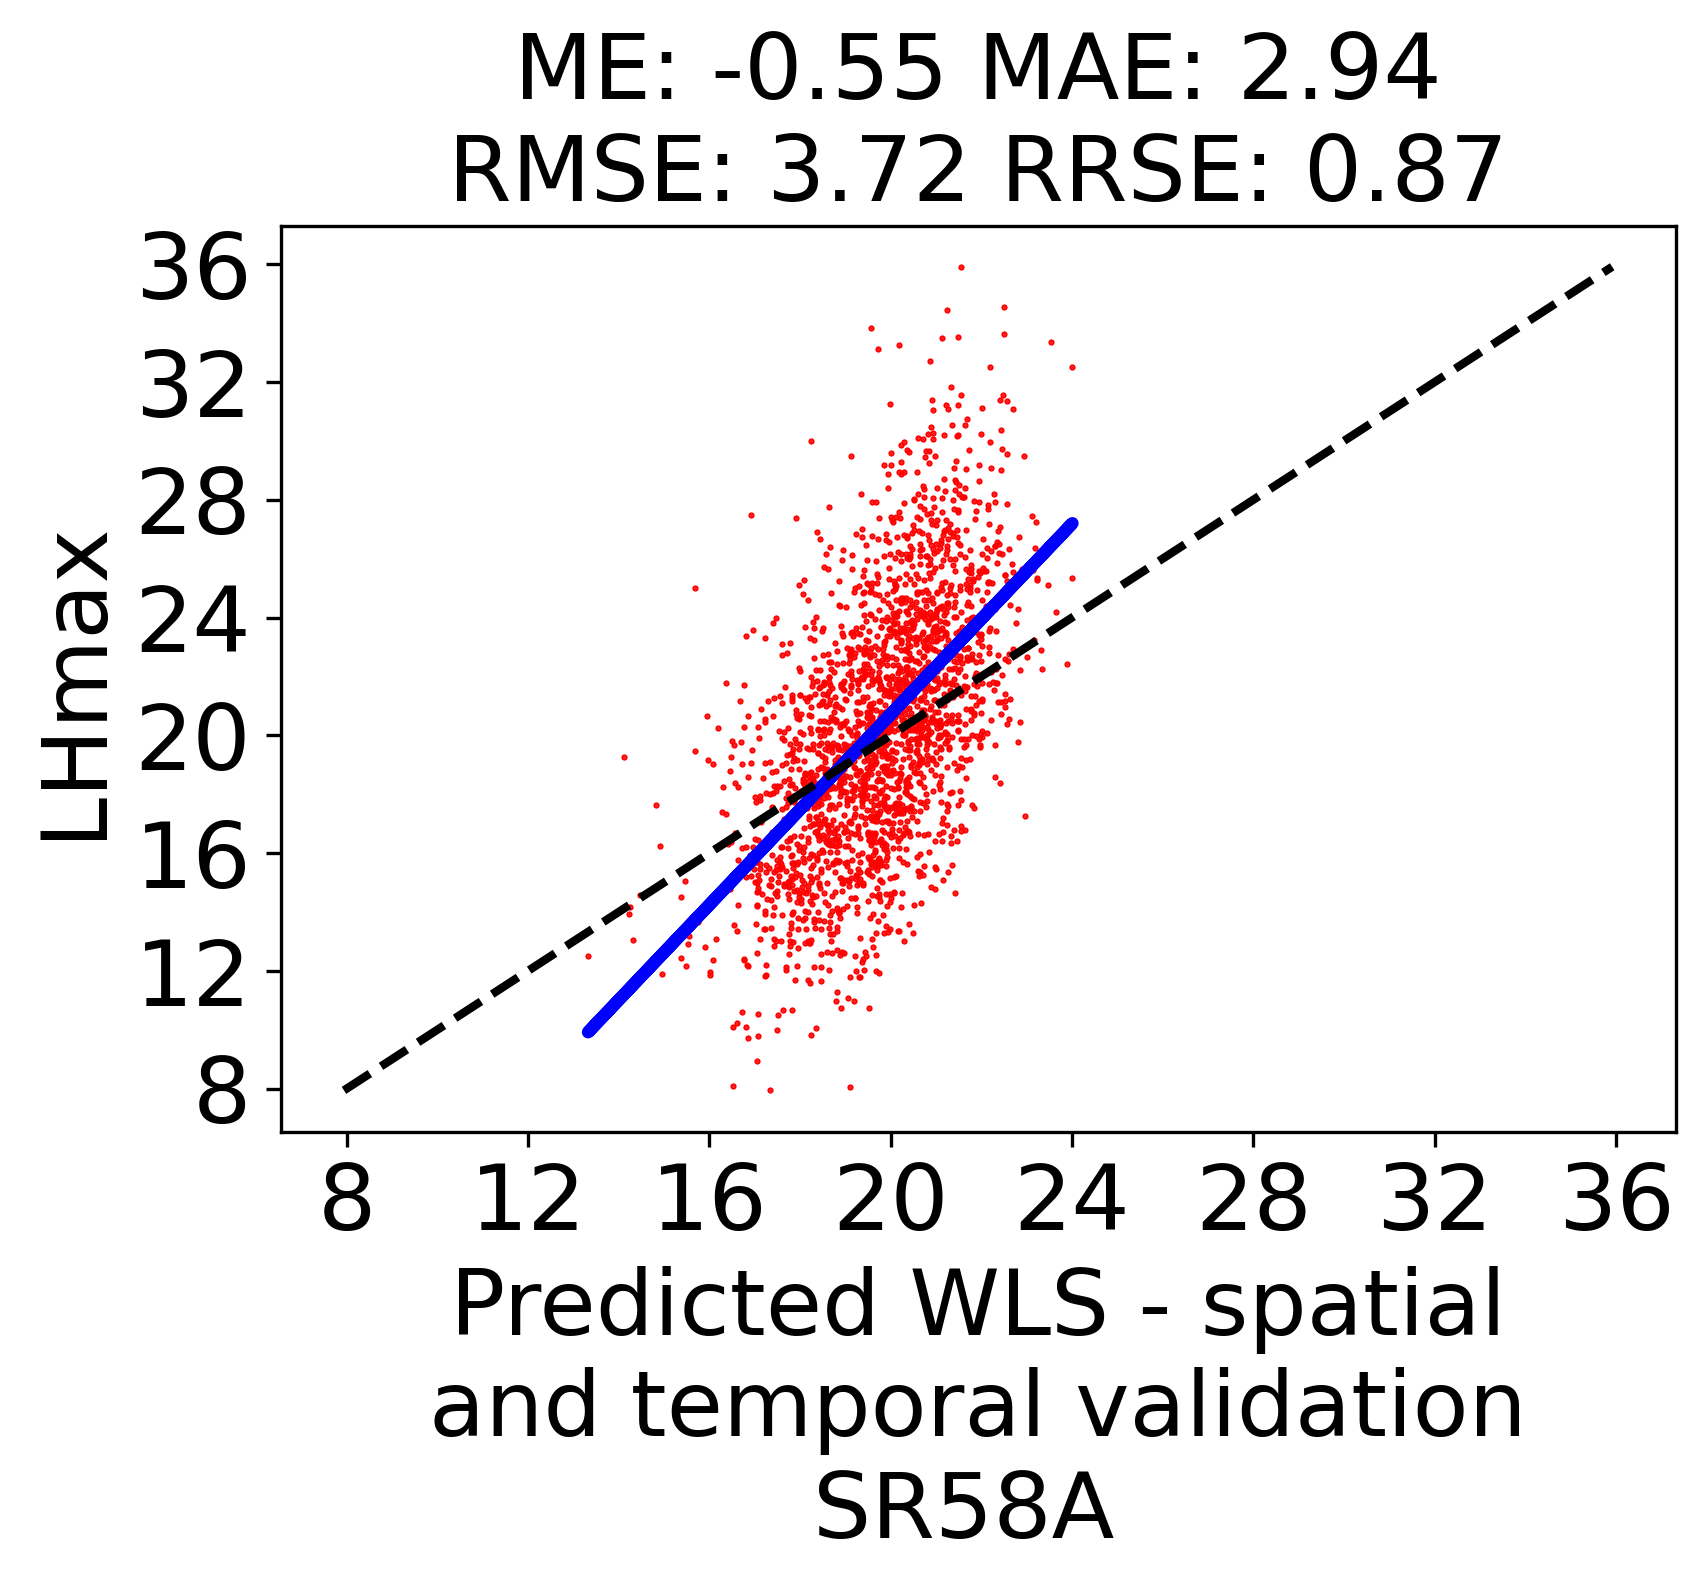 ME: -0.55 MAE: 2.94
RMSE: 3.72 RRSE: 0.87
36
32
28
24
20
16
12
8
LHmax
8 12 16 20 24 28 32 36
Predicted WLS - spatial
and temporal validation
SR58A